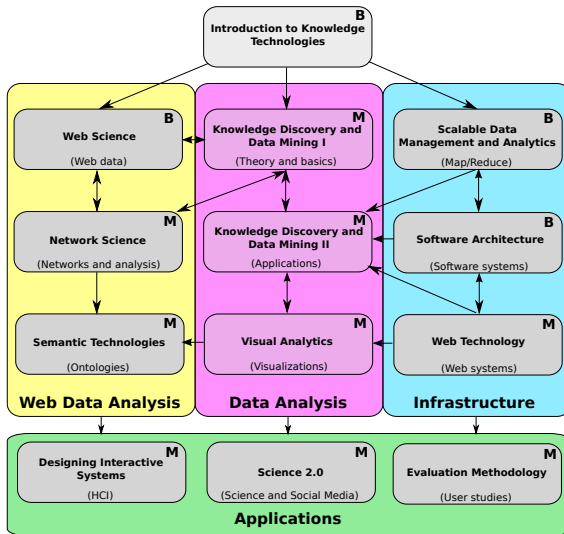 B
Introduction to Knowledge
Technologies
B
Web Science
(Web data)
M
Knowledge Discovery and
Data Mining I
(Theory and basics)
B
Scalable Data
Management and Analytics
(Map/Reduce)
M
Network Science
(Networks and analysis)
M
Knowledge Discovery and
Data Mining II
(Applications)
B
Software Architecture
(Software systems)
M
Semantic Technologies
(Ontologies)
M
Visual Analytics
(Visualizations)
M
Web Technology
(Web systems)
Web Data Analysis
Data Analysis
Infrastructure
M
Designing Interactive
Systems
(HCI)
M
Science 2.0
(Science and Social Media)
M
Evaluation Methodology
(User studies)
Applications